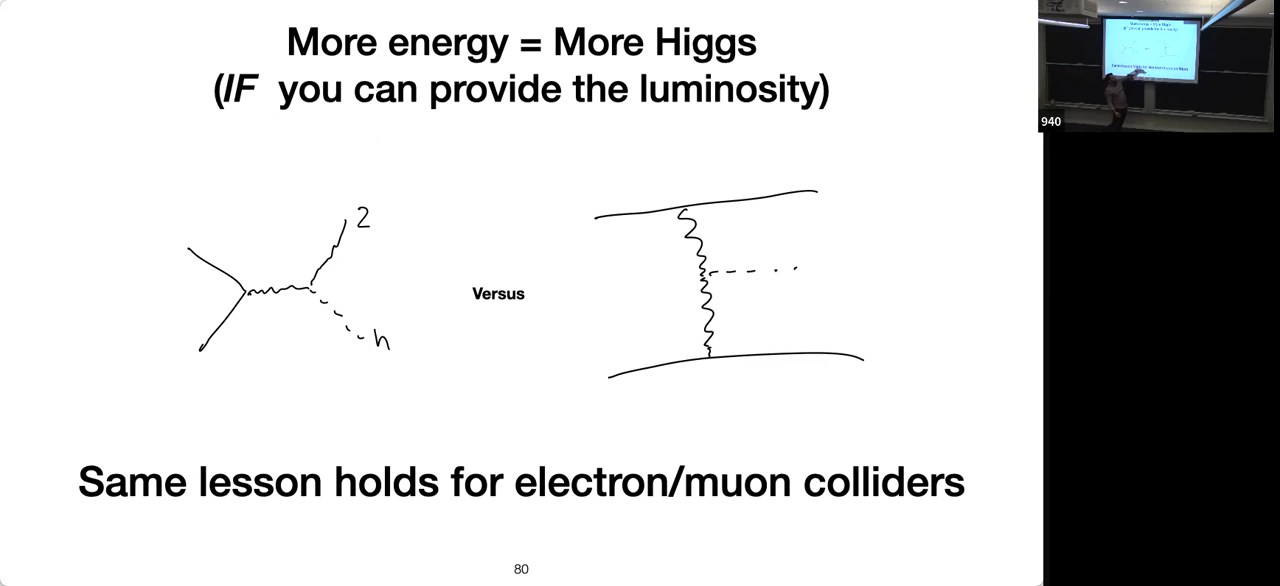 More energy = More Higgs
(IF you can provide the luminosity)
Z
Versus
h
Same lesson holds for electron/muon colliders
80
940